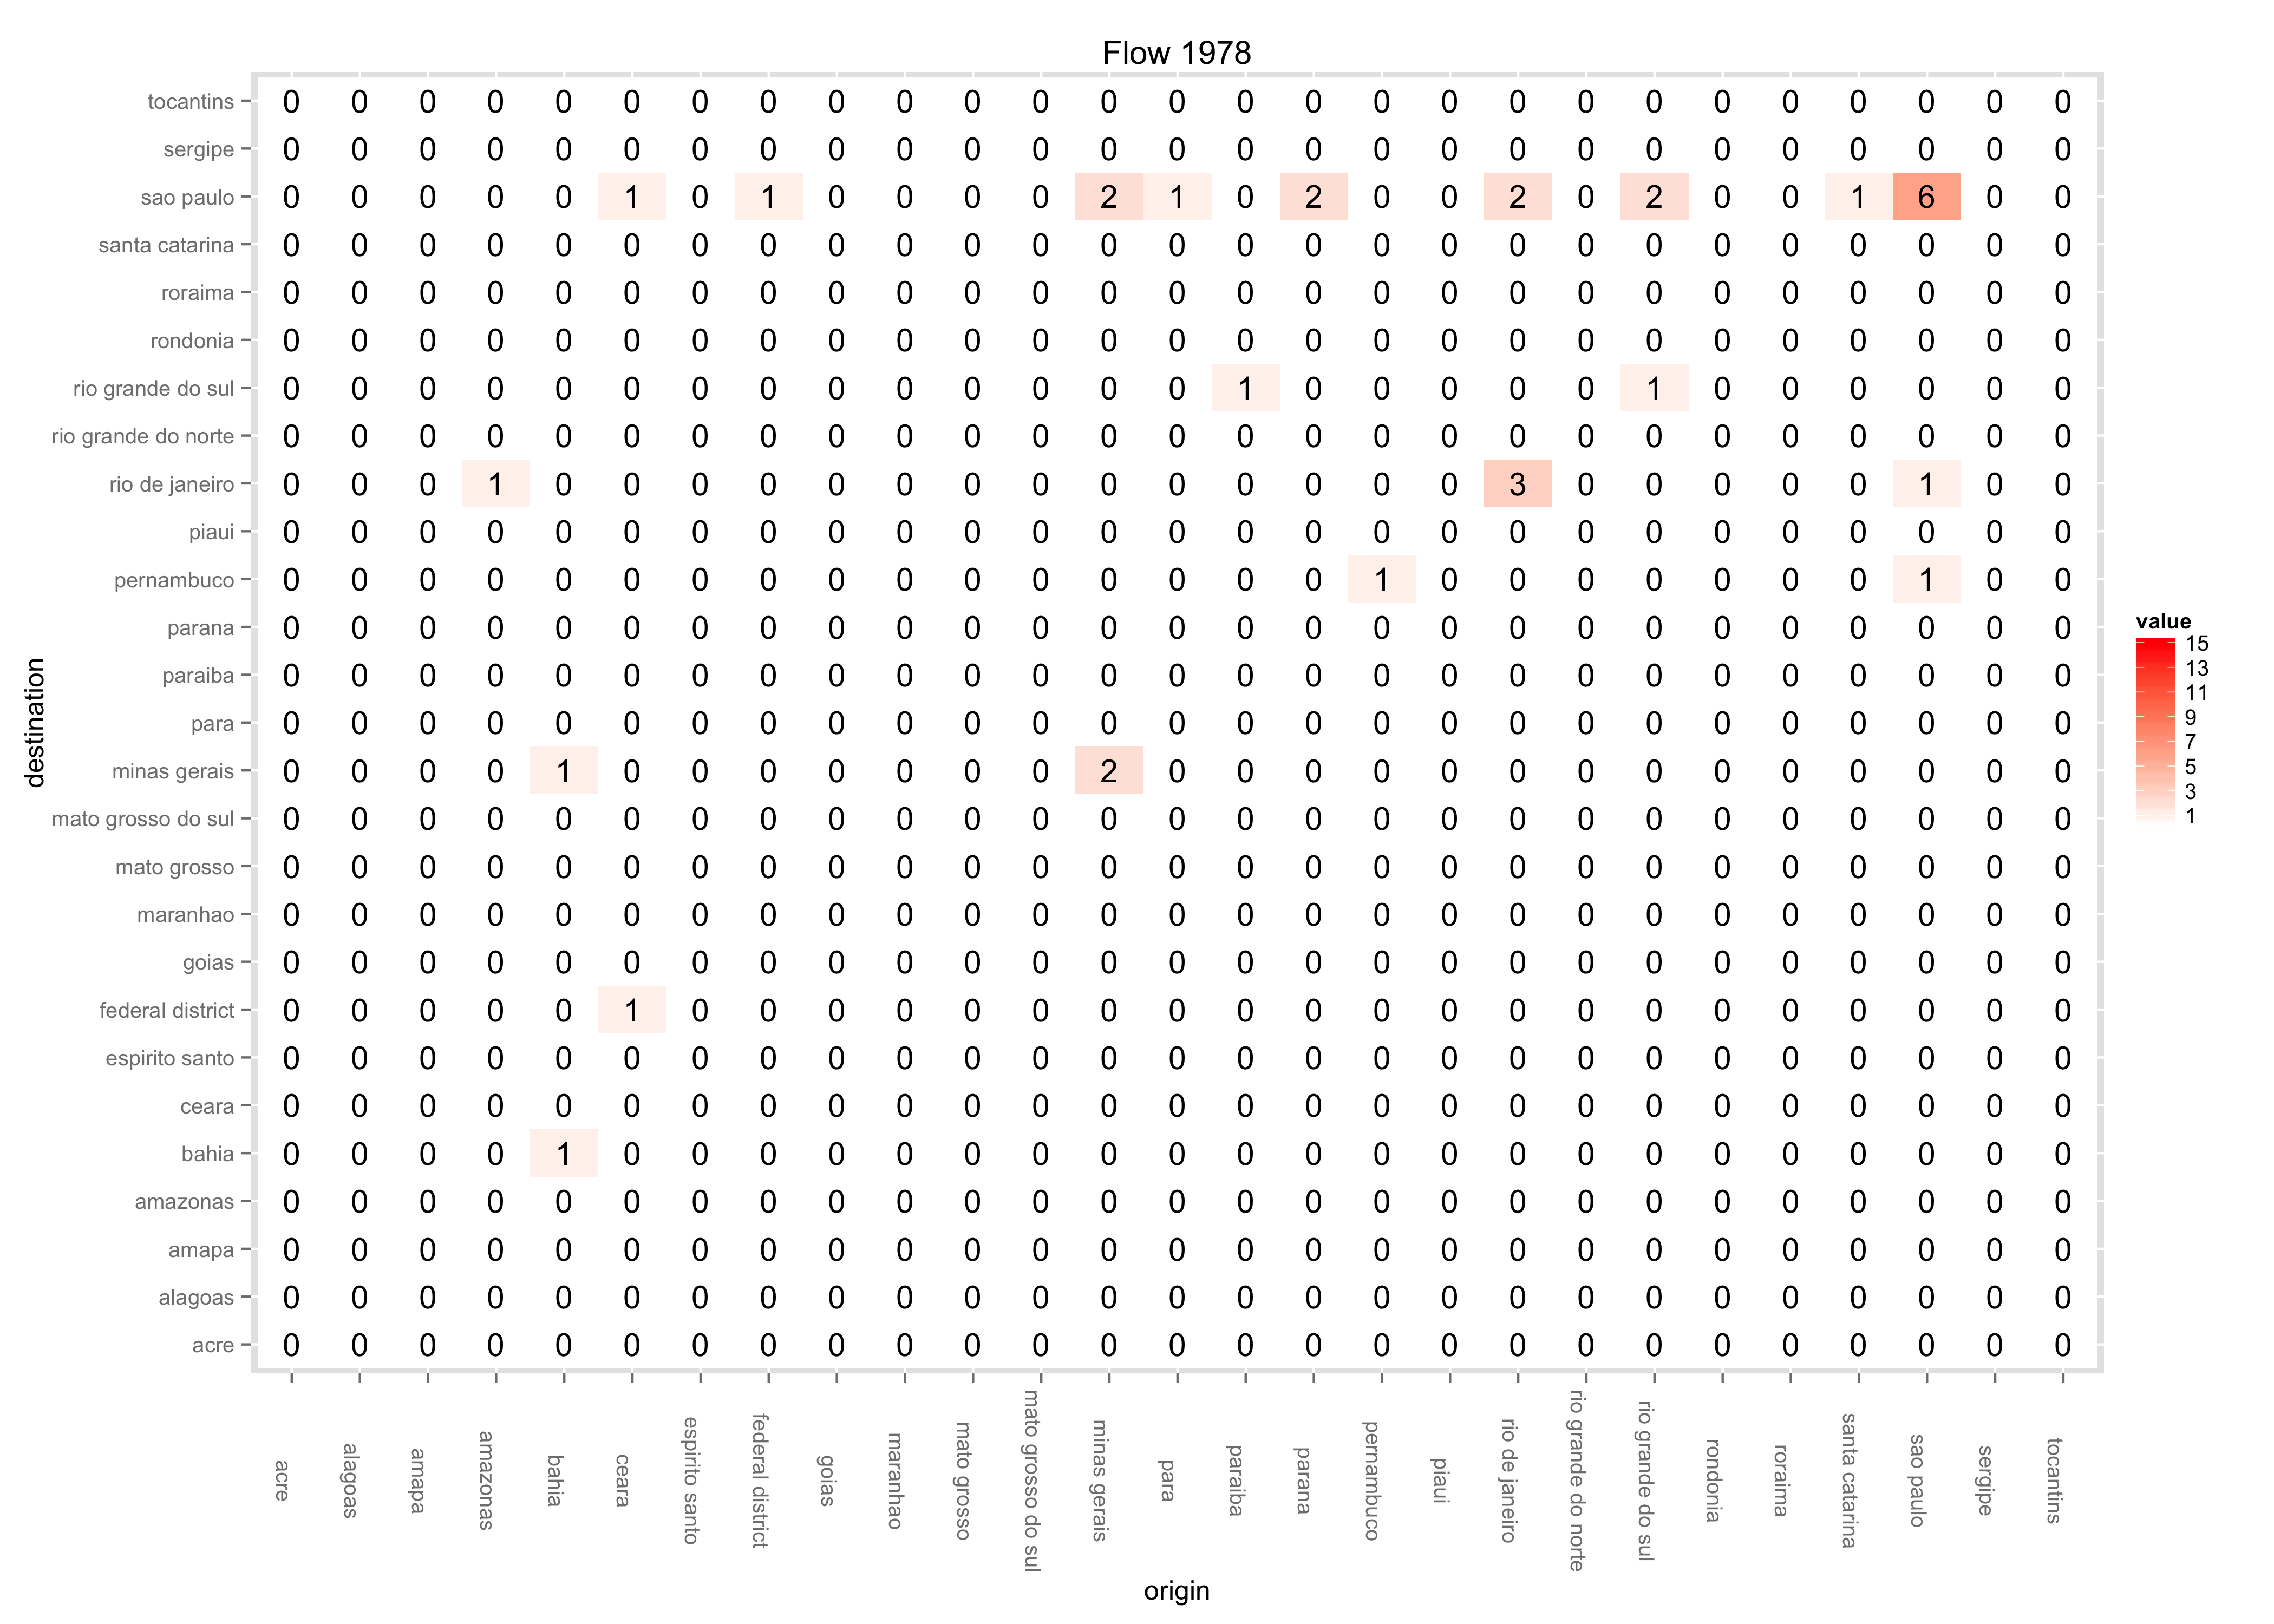 Flow 1978
tocantins 0 0 0 0 0 0 0 0 0 0 0 0 0 0 0 0 0 0 0 0 0 0 0 0 0 0 0
sergipe 0 0 0 0 0 0 0 0 0 0 0 0 0 0 0 0 0 0 0 0 0 0 0 0 0 0 0
sao paulo 0 0 0 0 0 1 0 1 0 0 0 0 2 1 0 2 0 0 2 0 2 0 0 1 6 0 0
santa catarina 0 0 0 0 0 0 0 0 0 0 0 0 0 0 0 0 0 0 0 0 0 0 0 0 0 0 0
roraima 0 0 0 0 0 0 0 0 0 0 0 0 0 0 0 0 0 0 0 0 0 0 0 0 0 0 0
rondonia 0 0 0 0 0 0 0 0 0 0 0 0 0 0 0 0 0 0 0 0 0 0 0 0 0 0 0
rio grande do sul 0 0 0 0 0 0 0 0 0 0 0 0 0 0 1 0 0 0 0 0 1 0 0 0 0 0 0
rio grande do norte 0 0 0 0 0 0 0 0 0 0 0 0 0 0 0 0 0 0 0 0 0 0 0 0 0 0 0
rio de janeiro 0 0 0 1 0 0 0 0 0 0 0 0 0 0 0 0 0 0 3 0 0 0 0 0 1 0 0
piaui 0 0 0 0 0 0 0 0 0 0 0 0 0 0 0 0 0 0 0 0 0 0 0 0 0 0 0
pernambuco 0 0 0 0 0 0 0 0 0 0 0 0 0 0 0 0 1 0 0 0 0 0 0 0 1 0 0
parana 0 0 0 0 0 0 0 0 0 0 0 0 0 0 0 0 0 0 0 0 0 0 0 0 0 0 0
paraiba 0 0 0 0 0 0 0 0 0 0 0 0 0 0 0 0 0 0 0 0 0 0 0 0 0 0 0
para 0 0 0 0 0 0 0 0 0 0 0 0 0 0 0 0 0 0 0 0 0 0 0 0 0 0 0
minas gerais 0 0 0 0 1 0 0 0 0 0 0 0 2 0 0 0 0 0 0 0 0 0 0 0 0 0 0
mato grosso do sul 0 0 0 0 0 0 0 0 0 0 0 0 0 0 0 0 0 0 0 0 0 0 0 0 0 0 0
mato grosso 0 0 0 0 0 0 0 0 0 0 0 0 0 0 0 0 0 0 0 0 0 0 0 0 0 0 0
maranhao 0 0 0 0 0 0 0 0 0 0 0 0 0 0 0 0 0 0 0 0 0 0 0 0 0 0 0
goias 0 0 0 0 0 0 0 0 0 0 0 0 0 0 0 0 0 0 0 0 0 0 0 0 0 0 0
federal district 0 0 0 0 0 1 0 0 0 0 0 0 0 0 0 0 0 0 0 0 0 0 0 0 0 0 0
espirito santo 0 0 0 0 0 0 0 0 0 0 0 0 0 0 0 0 0 0 0 0 0 0 0 0 0 0 0
ceara 0 0 0 0 0 0 0 0 0 0 0 0 0 0 0 0 0 0 0 0 0 0 0 0 0 0 0
bahia 0 0 0 0 1 0 0 0 0 0 0 0 0 0 0 0 0 0 0 0 0 0 0 0 0 0 0
amazonas 0 0 0 0 0 0 0 0 0 0 0 0 0 0 0 0 0 0 0 0 0 0 0 0 0 0 0
amapa 0 0 0 0 0 0 0 0 0 0 0 0 0 0 0 0 0 0 0 0 0 0 0 0 0 0 0
alagoas 0 0 0 0 0 0 0 0 0 0 0 0 0 0 0 0 0 0 0 0 0 0 0 0 0 0 0
acre 0 0 0 0 0 0 0 0 0 0 0 0 0 0 0 0 0 0 0 0 0 0 0 0 0 0 0
destination
acre
alagoas
amapa
amazonas
bahia
ceara
espirito santo
federal district
goias
maranhao
mato grosso
mato grosso do sul
minas gerais
para
paraiba
parana
pernambuco
piaui
rio de janeiro
rio grande do norte
rio grande do sul
rondonia
roraima
santa catarina
sao paulo
sergipe
tocantins
origin
value
15
13
11
9
7
5
3
1